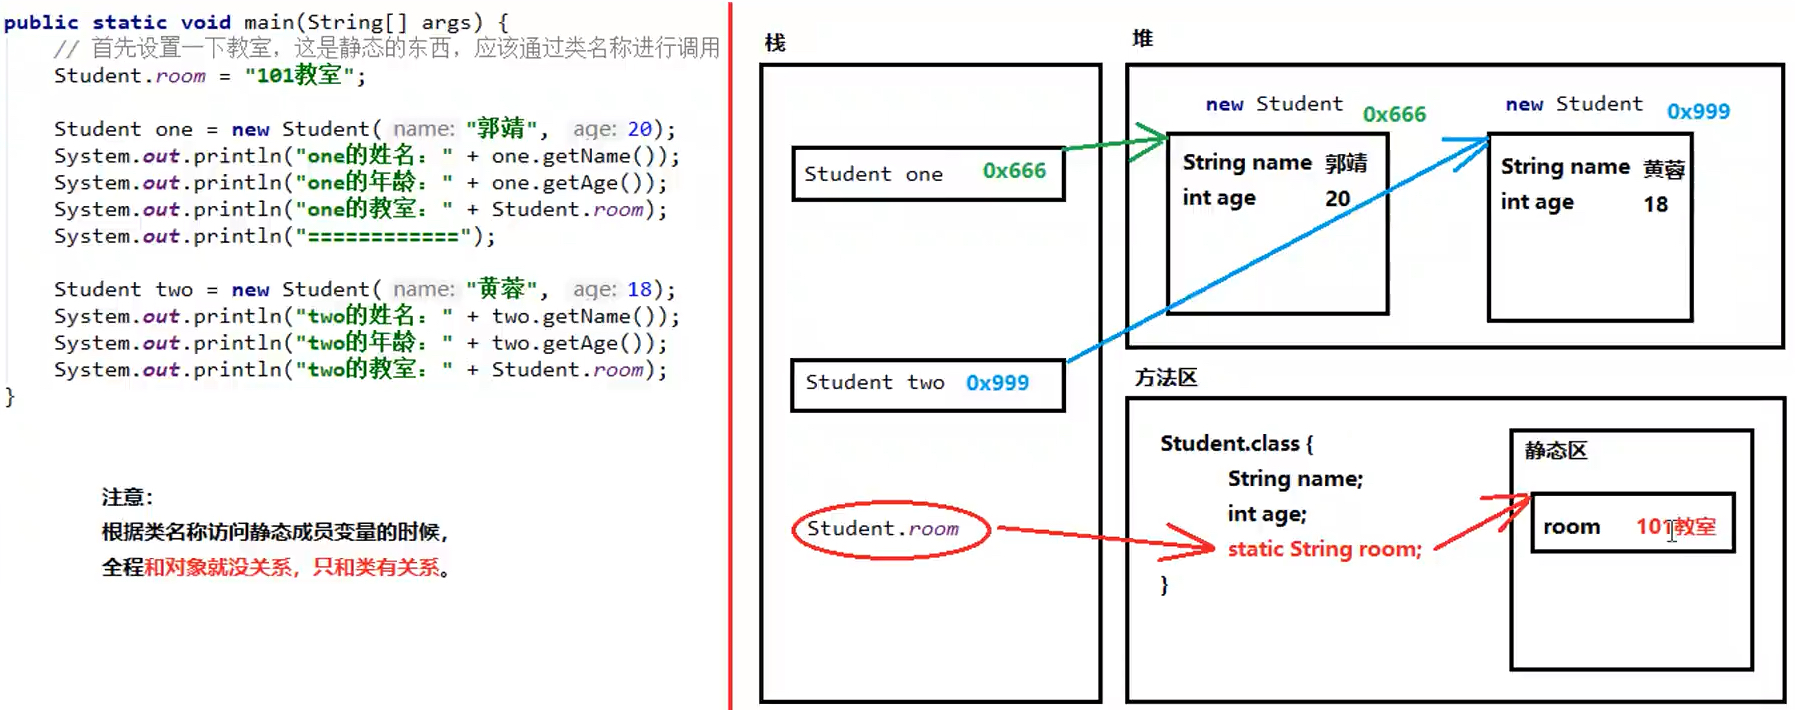 public static void main(String[] args) {
// 首先设置一下教室，这是静态的东西，应该通过类名称进行调用
Student.room = "101教室";
Student one = new Student( name: "郭靖", age: 20);
System.out.println("one的姓名：" + one.getName());
System.out.println("one的年龄：" + one.getAge());
System.out.println("one的教室：" + Student.room);
System.out.println("============");
Student two = new Student( name: "黄蓉", age: 18);
System.out.println("two的姓名：" + two.getName());
System.out.println("two的年龄：" + two.getAge());
System.out.println("two的教室：" + Student.room);
}
注意：
根据类名称访问静态成员变量的时候，
全程和对象就没关系，只和类有关系。
栈
Student one 0x666
Student two 0x999
Student.room
堆
new Student 0x666
String name 郭靖
int age 20
new Student 0x999
String name 黄蓉
int age 18
方法区
Student.class {
String name;
int age;
static String room;
}
静态区
room 101教室